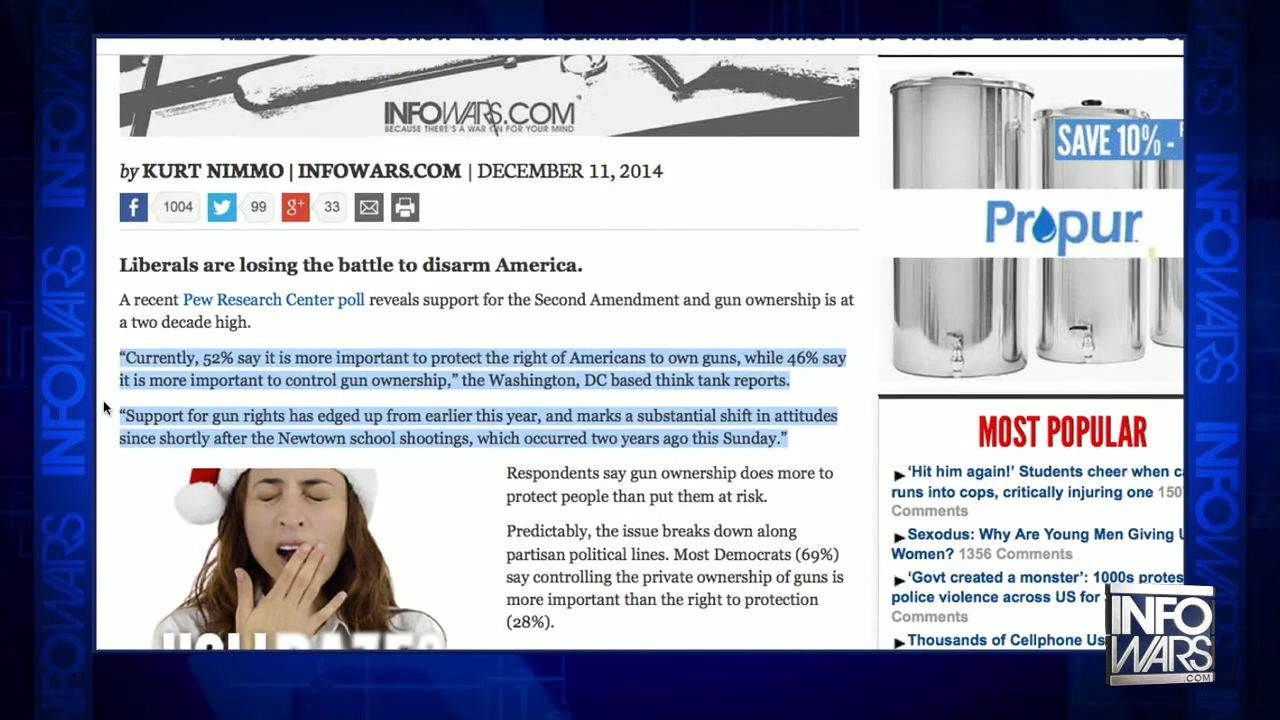 INFOWARS.COM
BECAUSE THERE'S A WAR ON FOR YOUR MIND
by KURT NIMMO | INFOWARS.COM | DECEMBER 11, 2014
1004
99
33
Liberals are losing the battle to disarm America.
A recent Pew Research Center poll reveals support for the Second Amendment and gun ownership is at
a two decade high.
“Currently, 52% say it is more important to protect the right of Americans to own guns, while 46% say
it is more important to control gun ownership,” the Washington, DC based think tank reports.
“Support for gun rights has edged up from earlier this year, and marks a substantial shift in attitudes
since shortly after the Newtown school shootings, which occurred two years ago this Sunday.”
Respondents say gun ownership does more to
protect people than put them at risk.
Predictably, the issue breaks down along
partisan political lines. Most Democrats (69%)
say controlling the private ownership of guns is
more important than the right to protection
(28%).
SAVE 10% -
Propur
MOST POPULAR
‘Hit him again!’ Students cheer when
runs into cops, critically injuring one 150
Comments
Sexodus: Why Are Young Men Giving
Women? 1356 Comments
‘Govt created a monster’: 1000s
police violence across US for
Comments
Thousands of Cellphone
INFO
WARS
.COM
INFOWARS
INFOWARS
INFOWARS
INFOWARS
INFOWARS